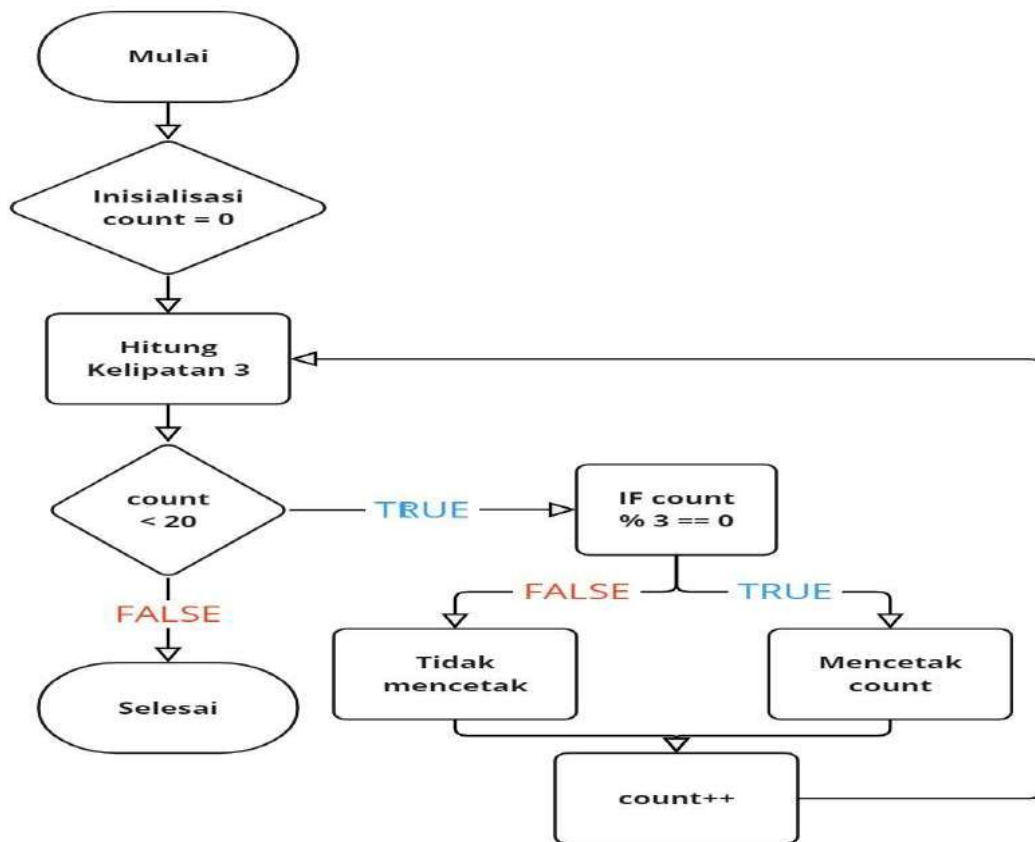 Mulai
Inisialisasi
count = 0
Hitung
Kelipatan 3
count
< 20
TRUE
IF count
% 3 == 0
FALSE
FALSE
TRUE
Tidak
mencetak
Mencetak
count
Selesai
count++